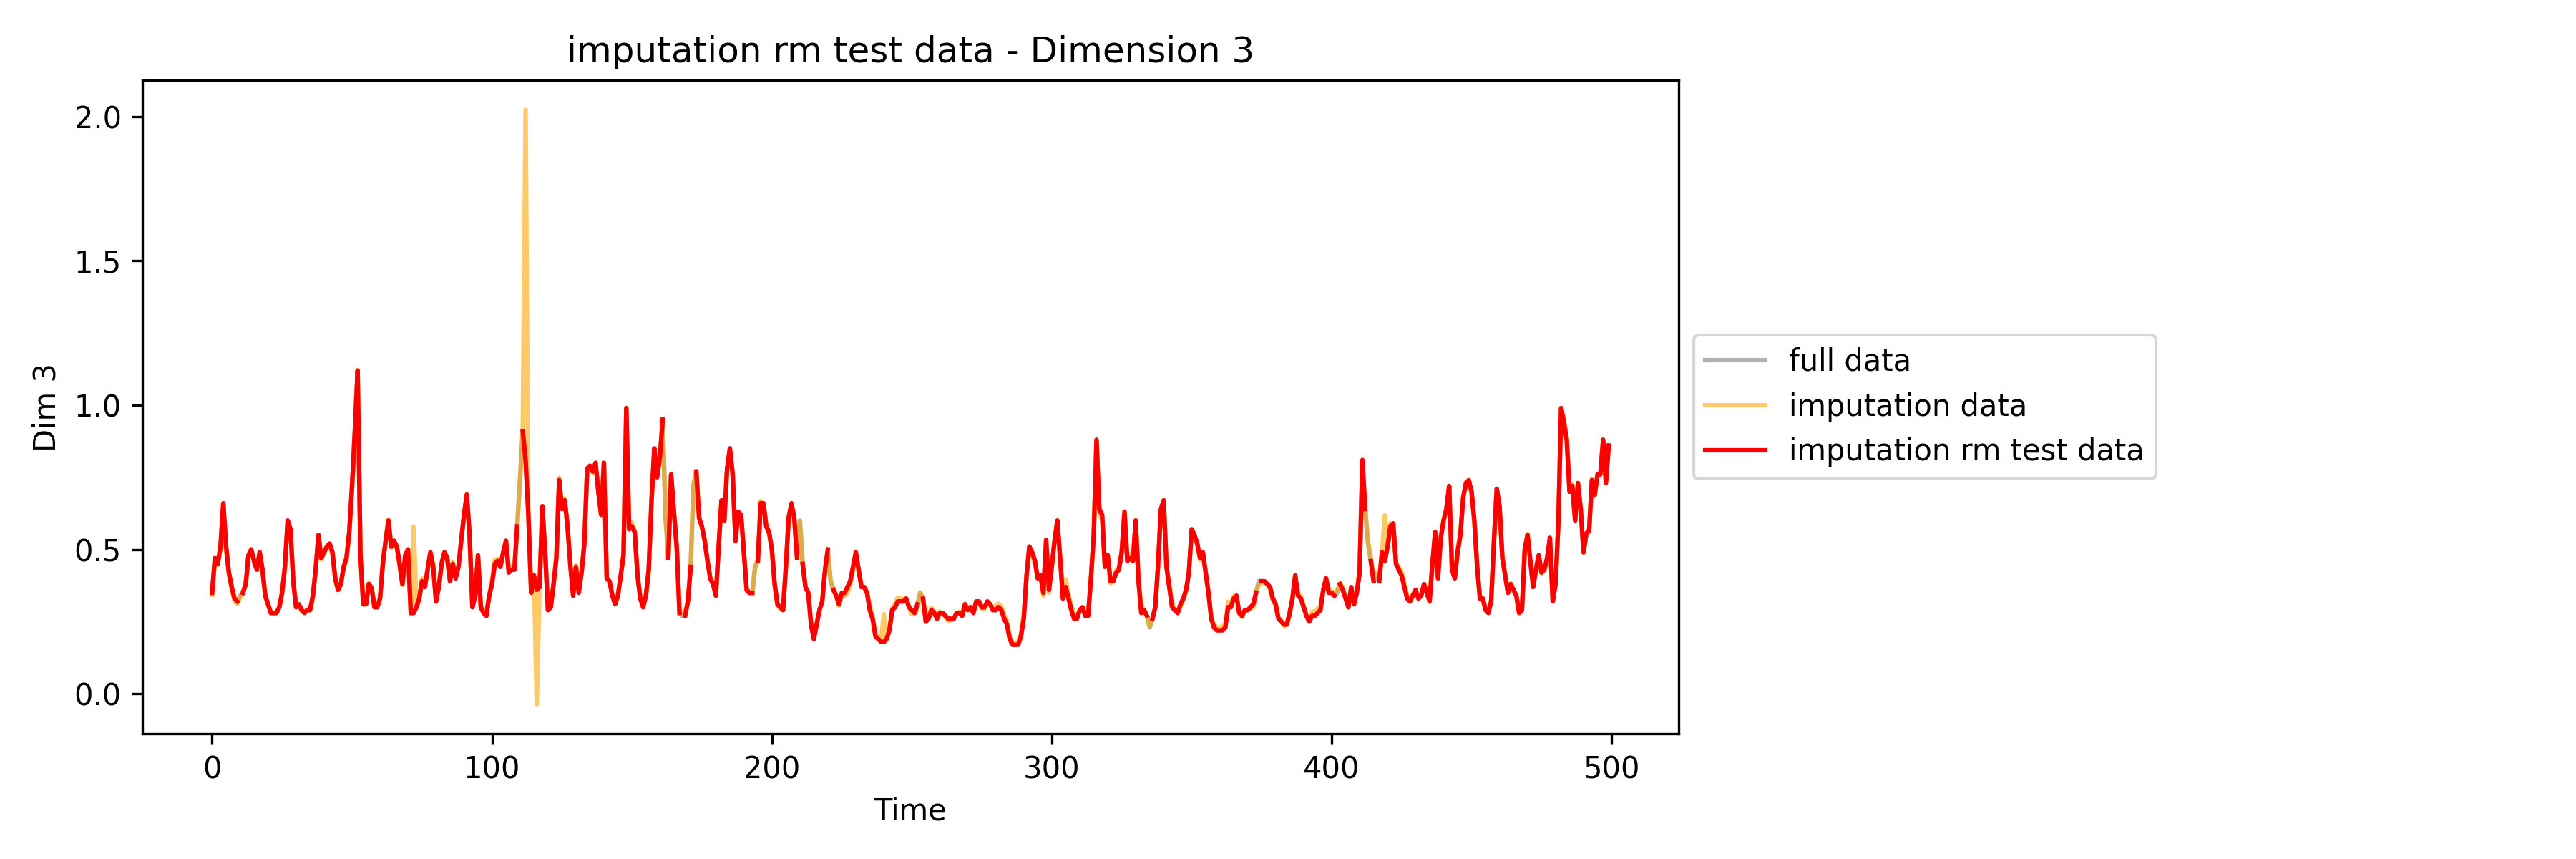 imputation rm test data - Dimension 3
2.0
1.5
1.0
0.5
0.0
Dim 3
0 100 200 300 400 500
Time
full data
imputation data
imputation rm test data